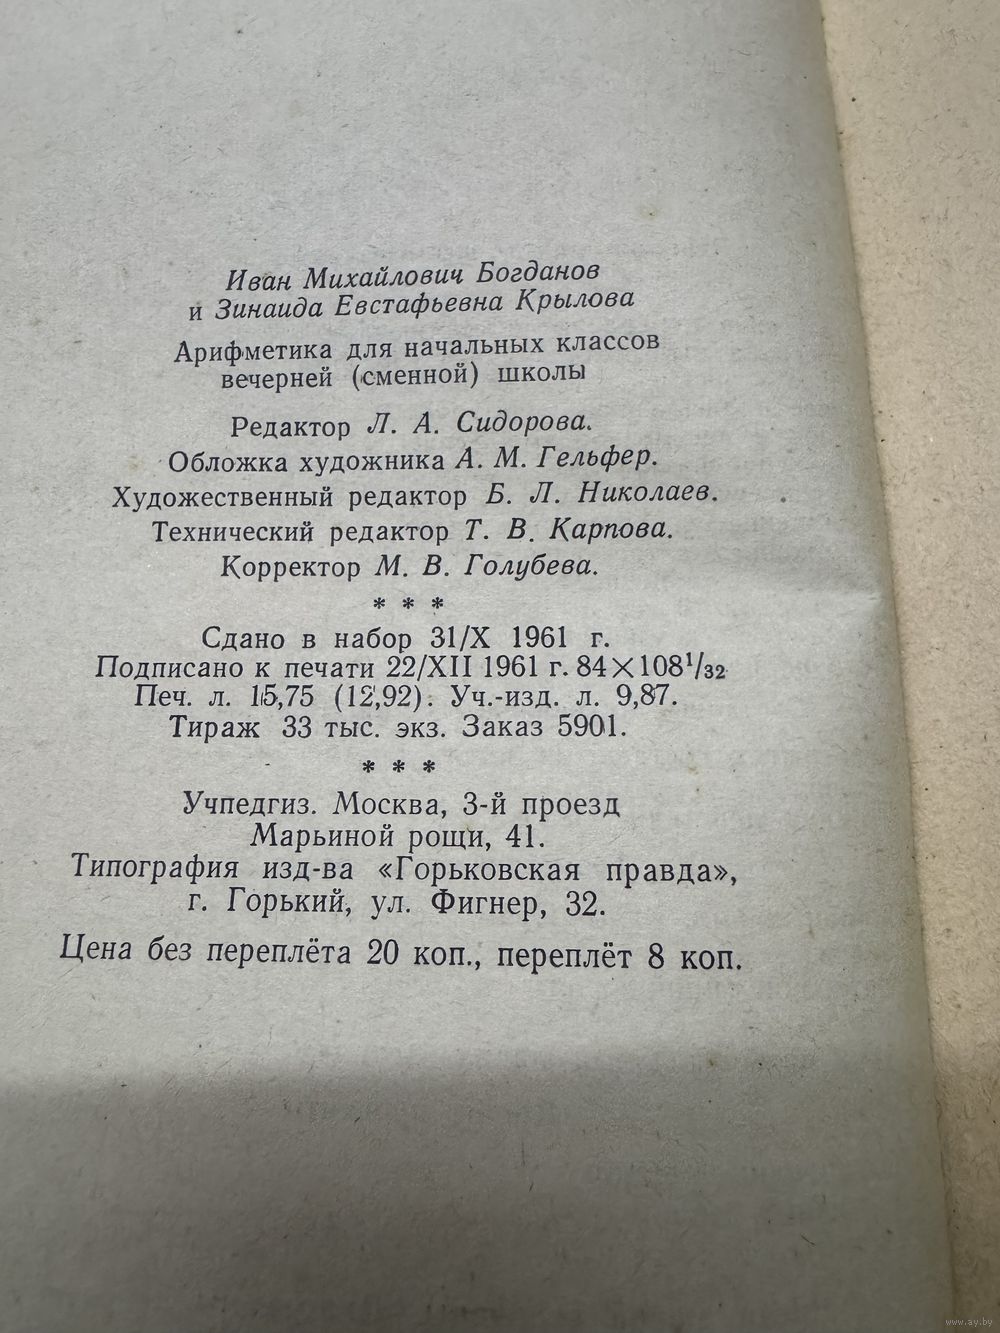 Иван Михайлович Богданов
и Зинаида Евстафьевна Крылова
Арифметика для начальных классов
вечерней (сменной) школы
Редактор Л. А. Сидорова.
Обложка художника А. М. Гельфер.
Художественный редактор Б. Л. Николаев.
Технический редактор Т. В. Карпова.
Корректор М. В. Голубева.
* * *
Сдано в набор 31/X 1961 г.
Подписано к печати 22/XII 1961 г. 84×108¹/₃₂
Печ. л. 15,75 (12,92). Уч.-изд. л. 9,87.
Тираж 33 тыс. экз. Заказ 5901.
* * *
Учпедгиз. Москва, 3-й проезд
Марьиной рощи, 41.
Типография изд-ва «Горьковская правда»,
г. Горький, ул. Фигнер, 32.
Цена без переплёта 20 коп., переплёт 8 коп.
www.ay.by